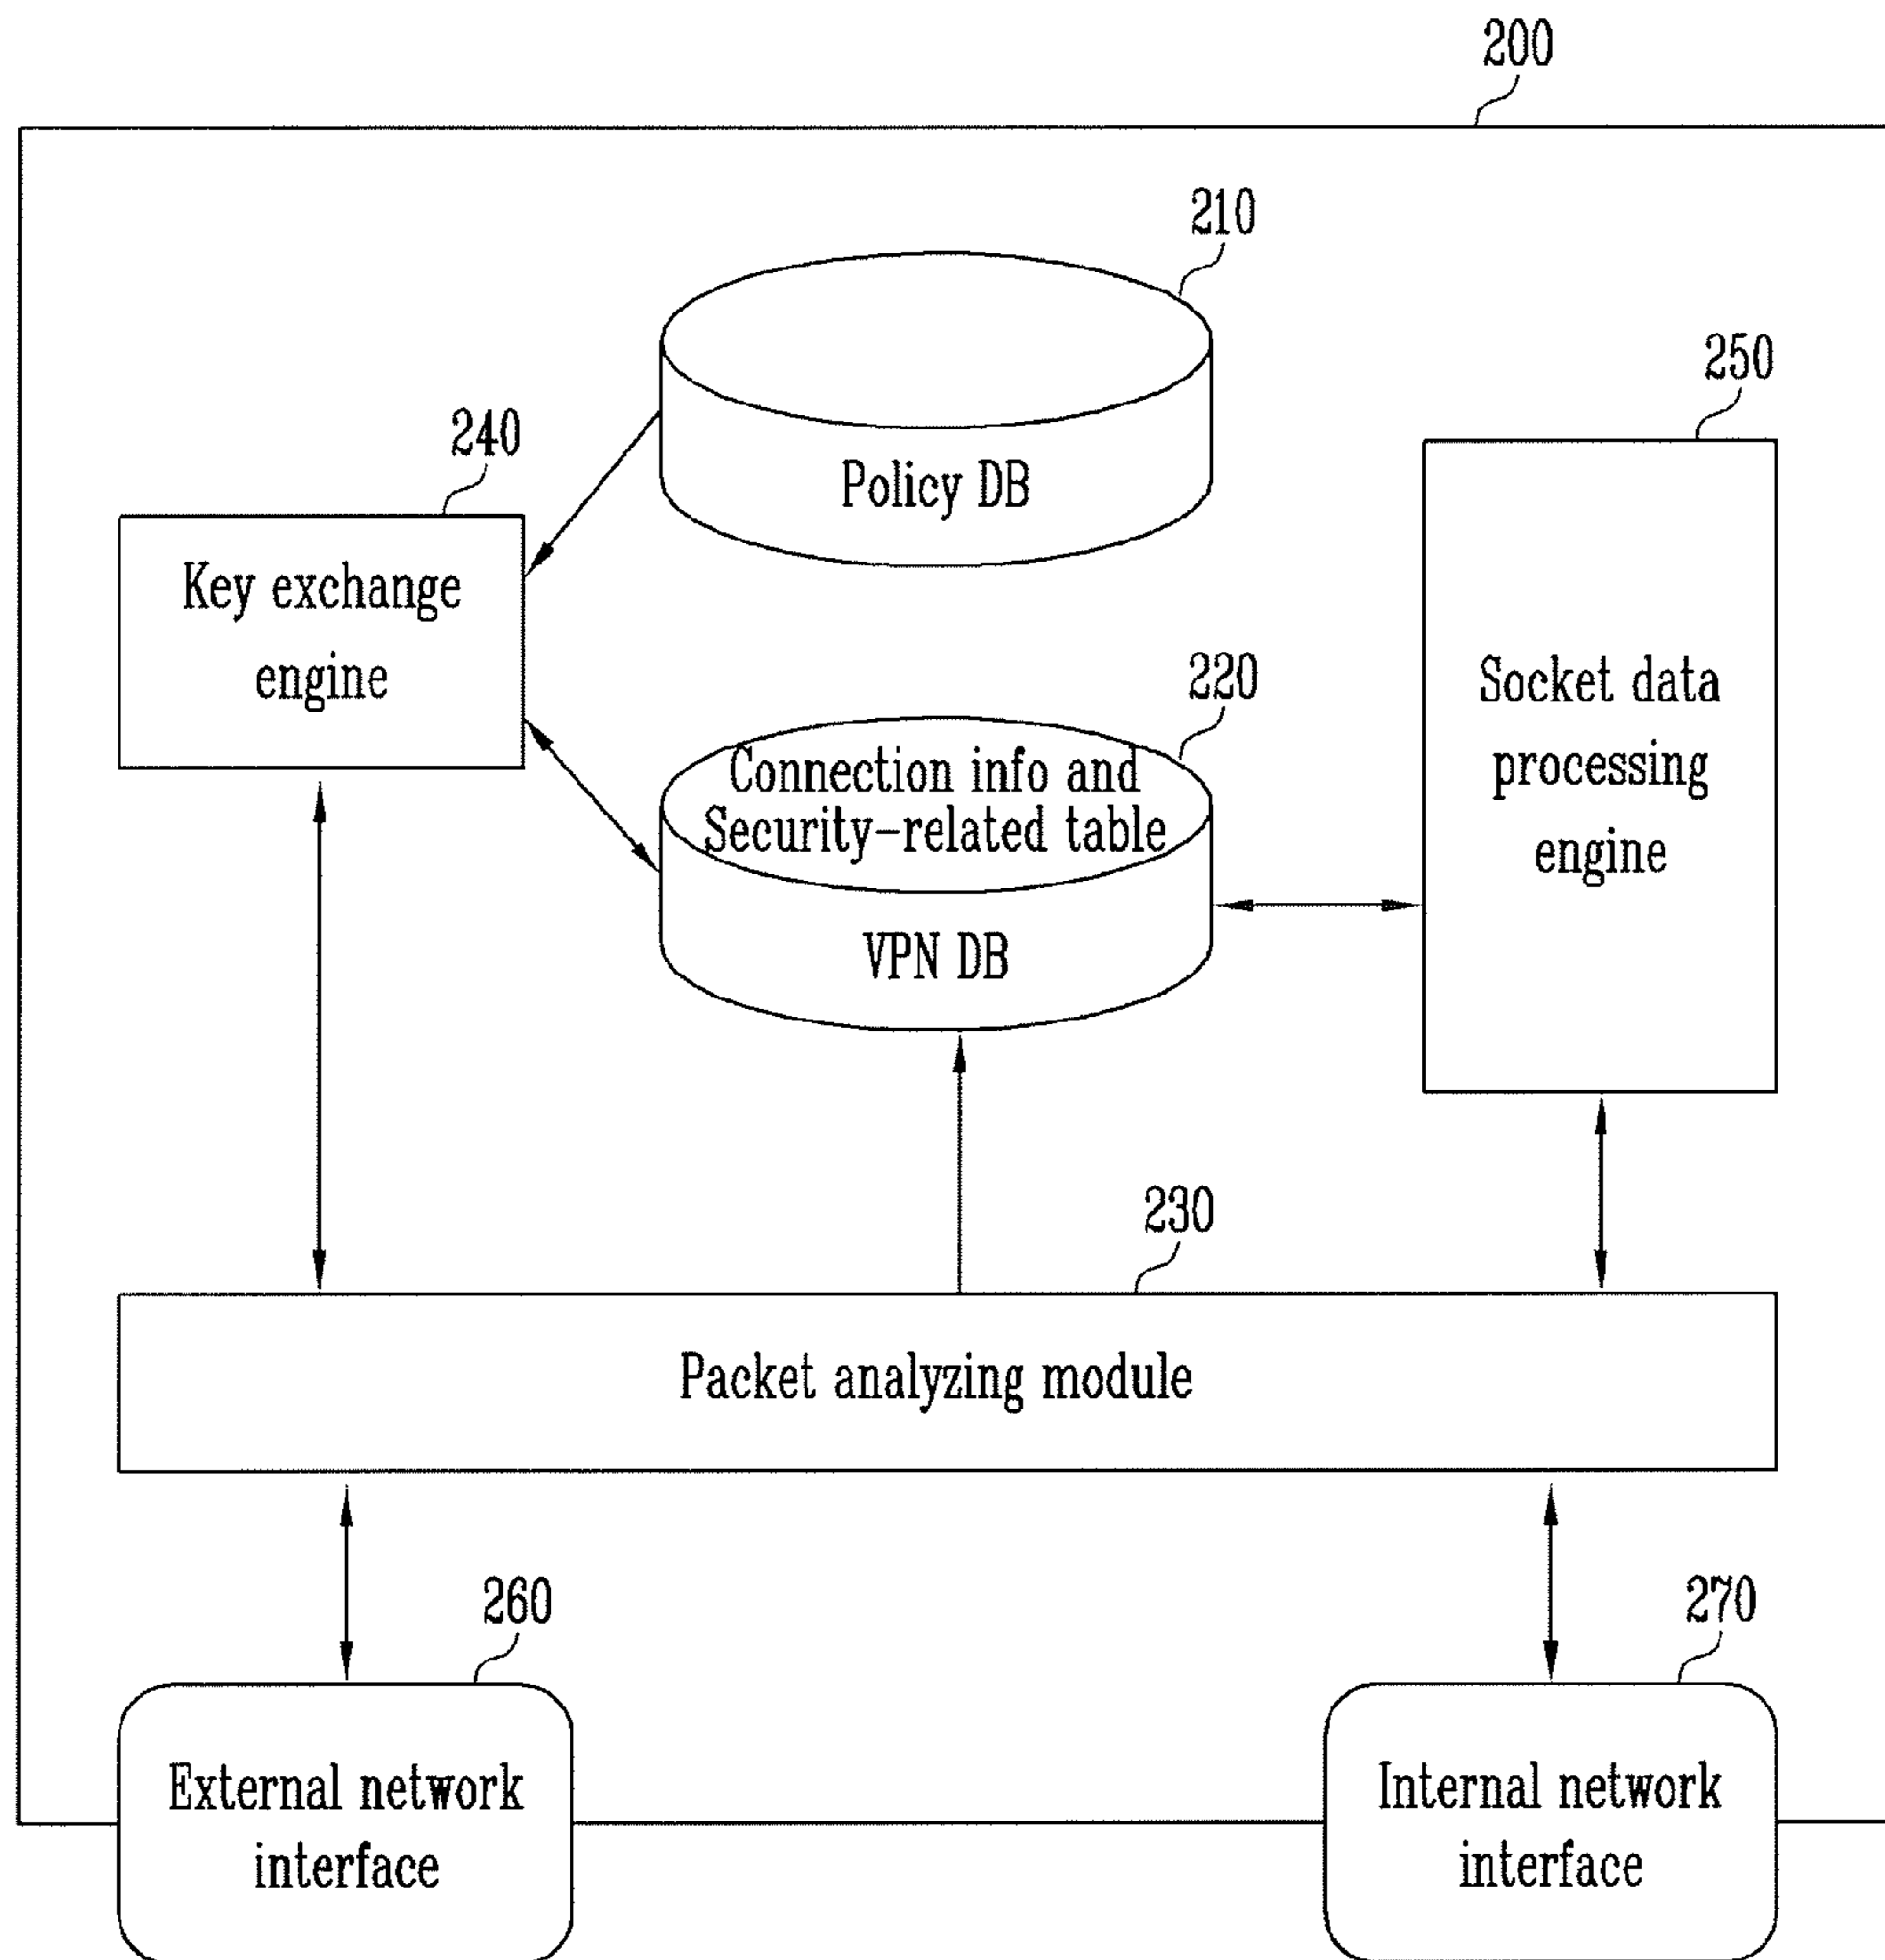 200
210
Policy DB
240
Key exchange
engine
250
Socket data
processing
engine
220
Connection info and
Security-related table
VPN DB
230
Packet analyzing module
260
External network
interface
270
Internal network
interface